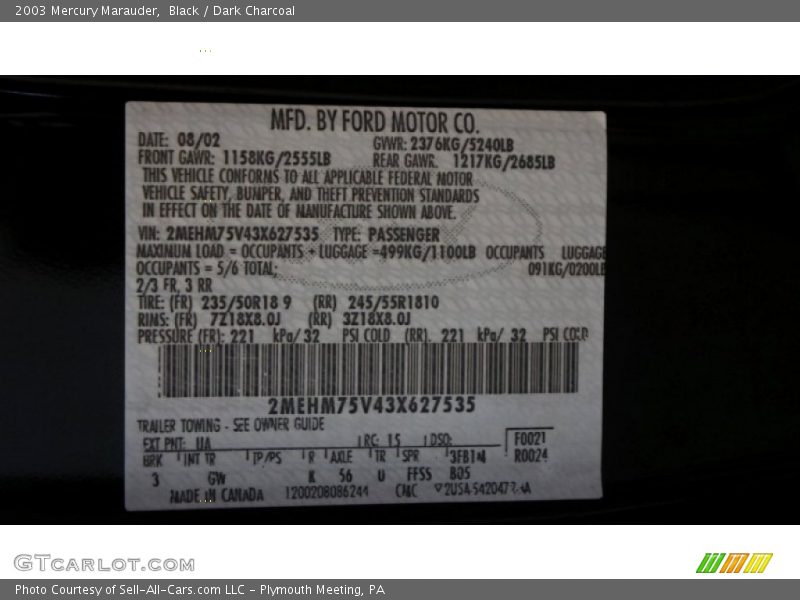 2003 Mercury Marauder, Black / Dark Charcoal
MFD. BY FORD MOTOR CO.
DATE: 08/02 GVWR: 2376KG/5240LB
FRONT GAWR: 1158KG/2555LB REAR GAWR. 1217KG/2685LB
THIS VEHICLE CONFORMS TO ALL APPLICABLE FEDERAL MOTOR
VEHICLE SAFETY, BUMPER, AND THEFT PREVENTION STANDARDS
IN EFFECT ON THE DATE OF MANUFACTURE SHOWN ABOVE.
VIN: 2MEHM75V43X627535 TYPE: PASSENGER
MAXIMUM LOAD = OCCUPANTS + LUGGAGE =499KG/1100LB OCCUPANTS LUGGAGE
OCCUPANTS = 5/6 TOTAL; 091KG/0200LB
2/3 FR, 3 RR
TIRE: (FR) 235/50R18 9 (RR) 245/55R1810
RIMS: (FR) 7Z18X8.0J (RR) 3Z18X8.0J
PRESSURE (FR): 221 kPa/ 32 PSI COLD (RR). 221 kPa/ 32 PSI COLD
2MEHM75V43X627535
TRAILER TOWING - SEE OWNER GUIDE
EXT PNT: UA RC: 15 DSO: F0021
BRK INT TR TP/PS R AXLE TR SPR R0024
3 GW K 56 U FFSS B05
MADE IN CANADA 1200208086244
GTCARLOT.COM
Photo Courtesy of Sell-All-Cars.com LLC - Plymouth Meeting, PA